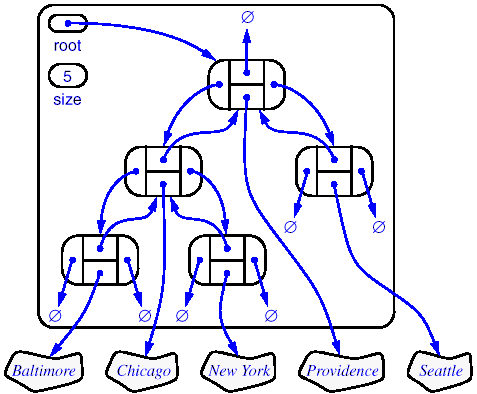 ∅
root
5
size
∅ ∅
∅ ∅ ∅ ∅
Baltimore Chicago New York Providence Seattle